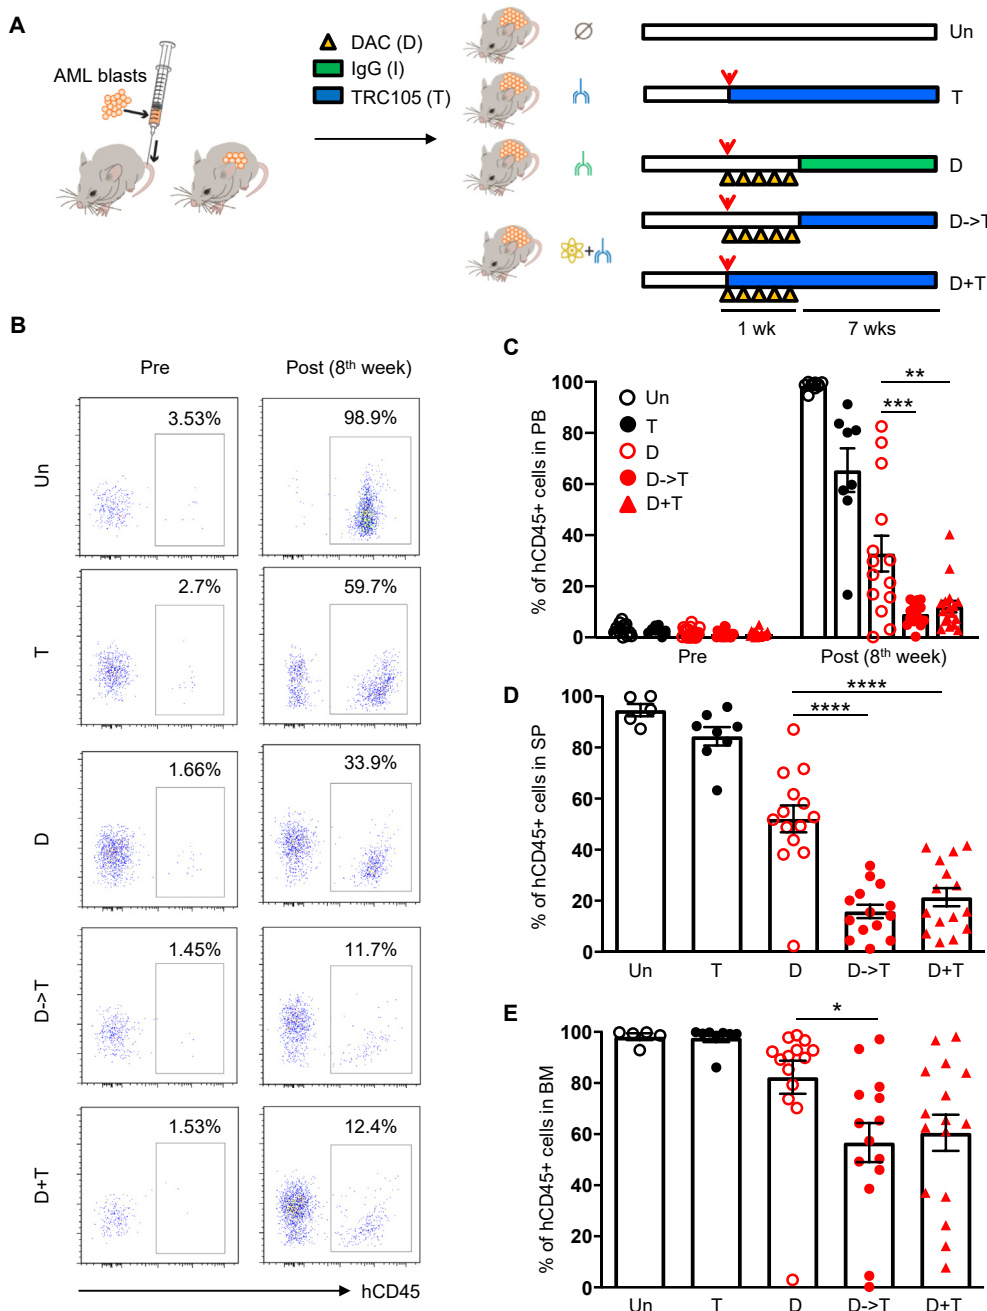 A
AML blasts
DAC (D)
IgG (I)
TRC105 (T)
+
Un
T
D
D->T
D+T
1 wk
7 wks
B
Pre
Post (8th week)
Un
3.53%
98.9%
T
2.7%
59.7%
D
1.66%
33.9%
D->T
1.45%
11.7%
D+T
1.53%
12.4%
hCD45
C
% of hCD45+ cells in PB
100
80
60
40
20
0
Un
T
D
D->T
D+T
**
***
Pre
Post (8th week)
D
% of hCD45+ cells in SP
100
80
60
40
20
0
****
****
Un
T
D
D->T
D+T
E
% of hCD45+ cells in BM
100
80
60
40
20
0
*
Un
T
D
D->T
D+T